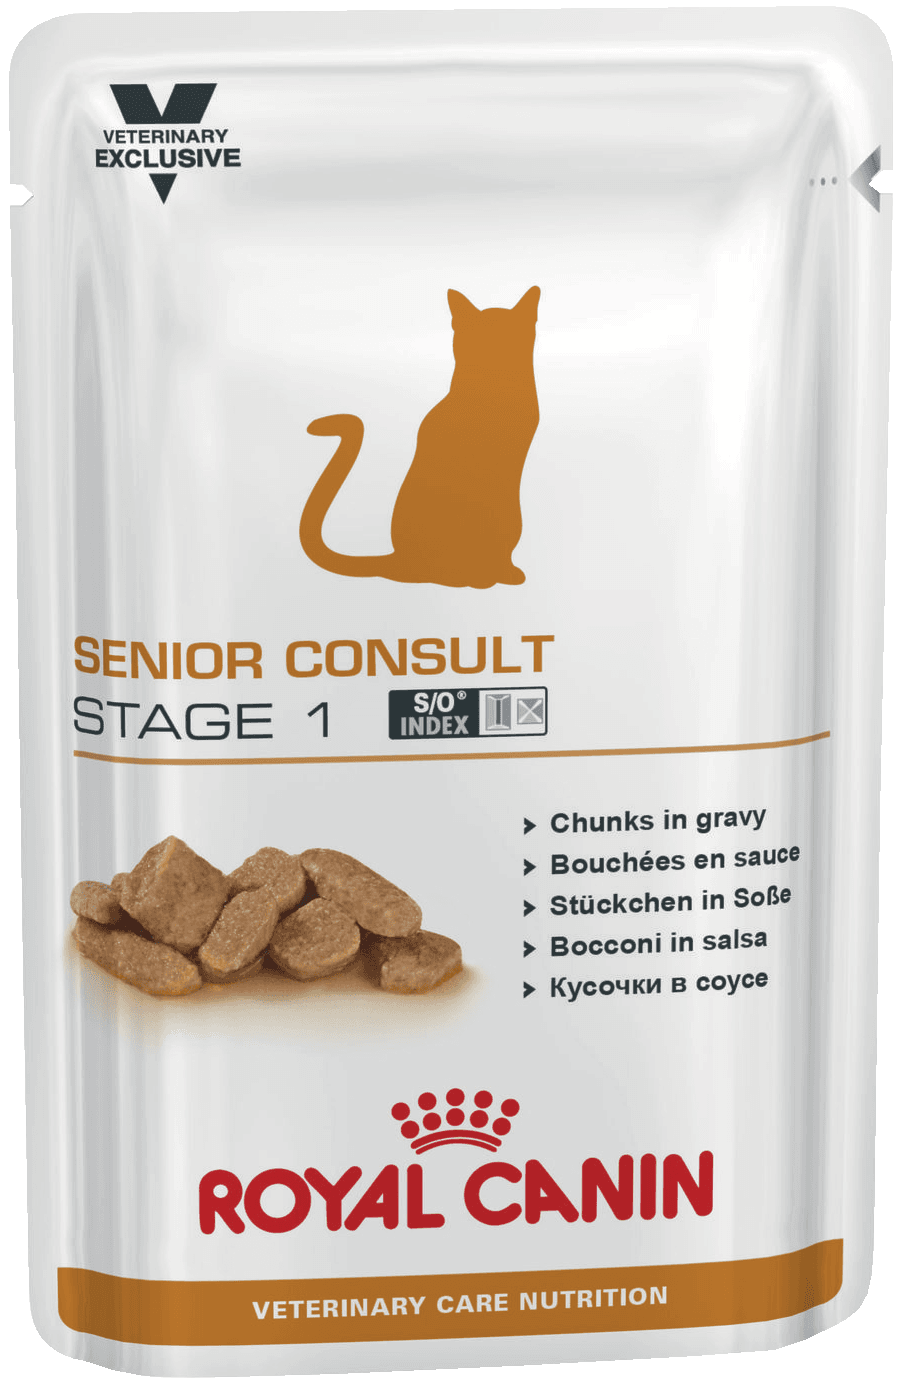 VETERINARY
EXCLUSIVE
SENIOR CONSULT
STAGE 1
S/O®
INDEX
Chunks in gravy
Bouchées en sauce
Stückchen in Soße
Bocconi in salsa
Кусочки в соусе
ROYAL CANIN
VETERINARY CARE NUTRITION